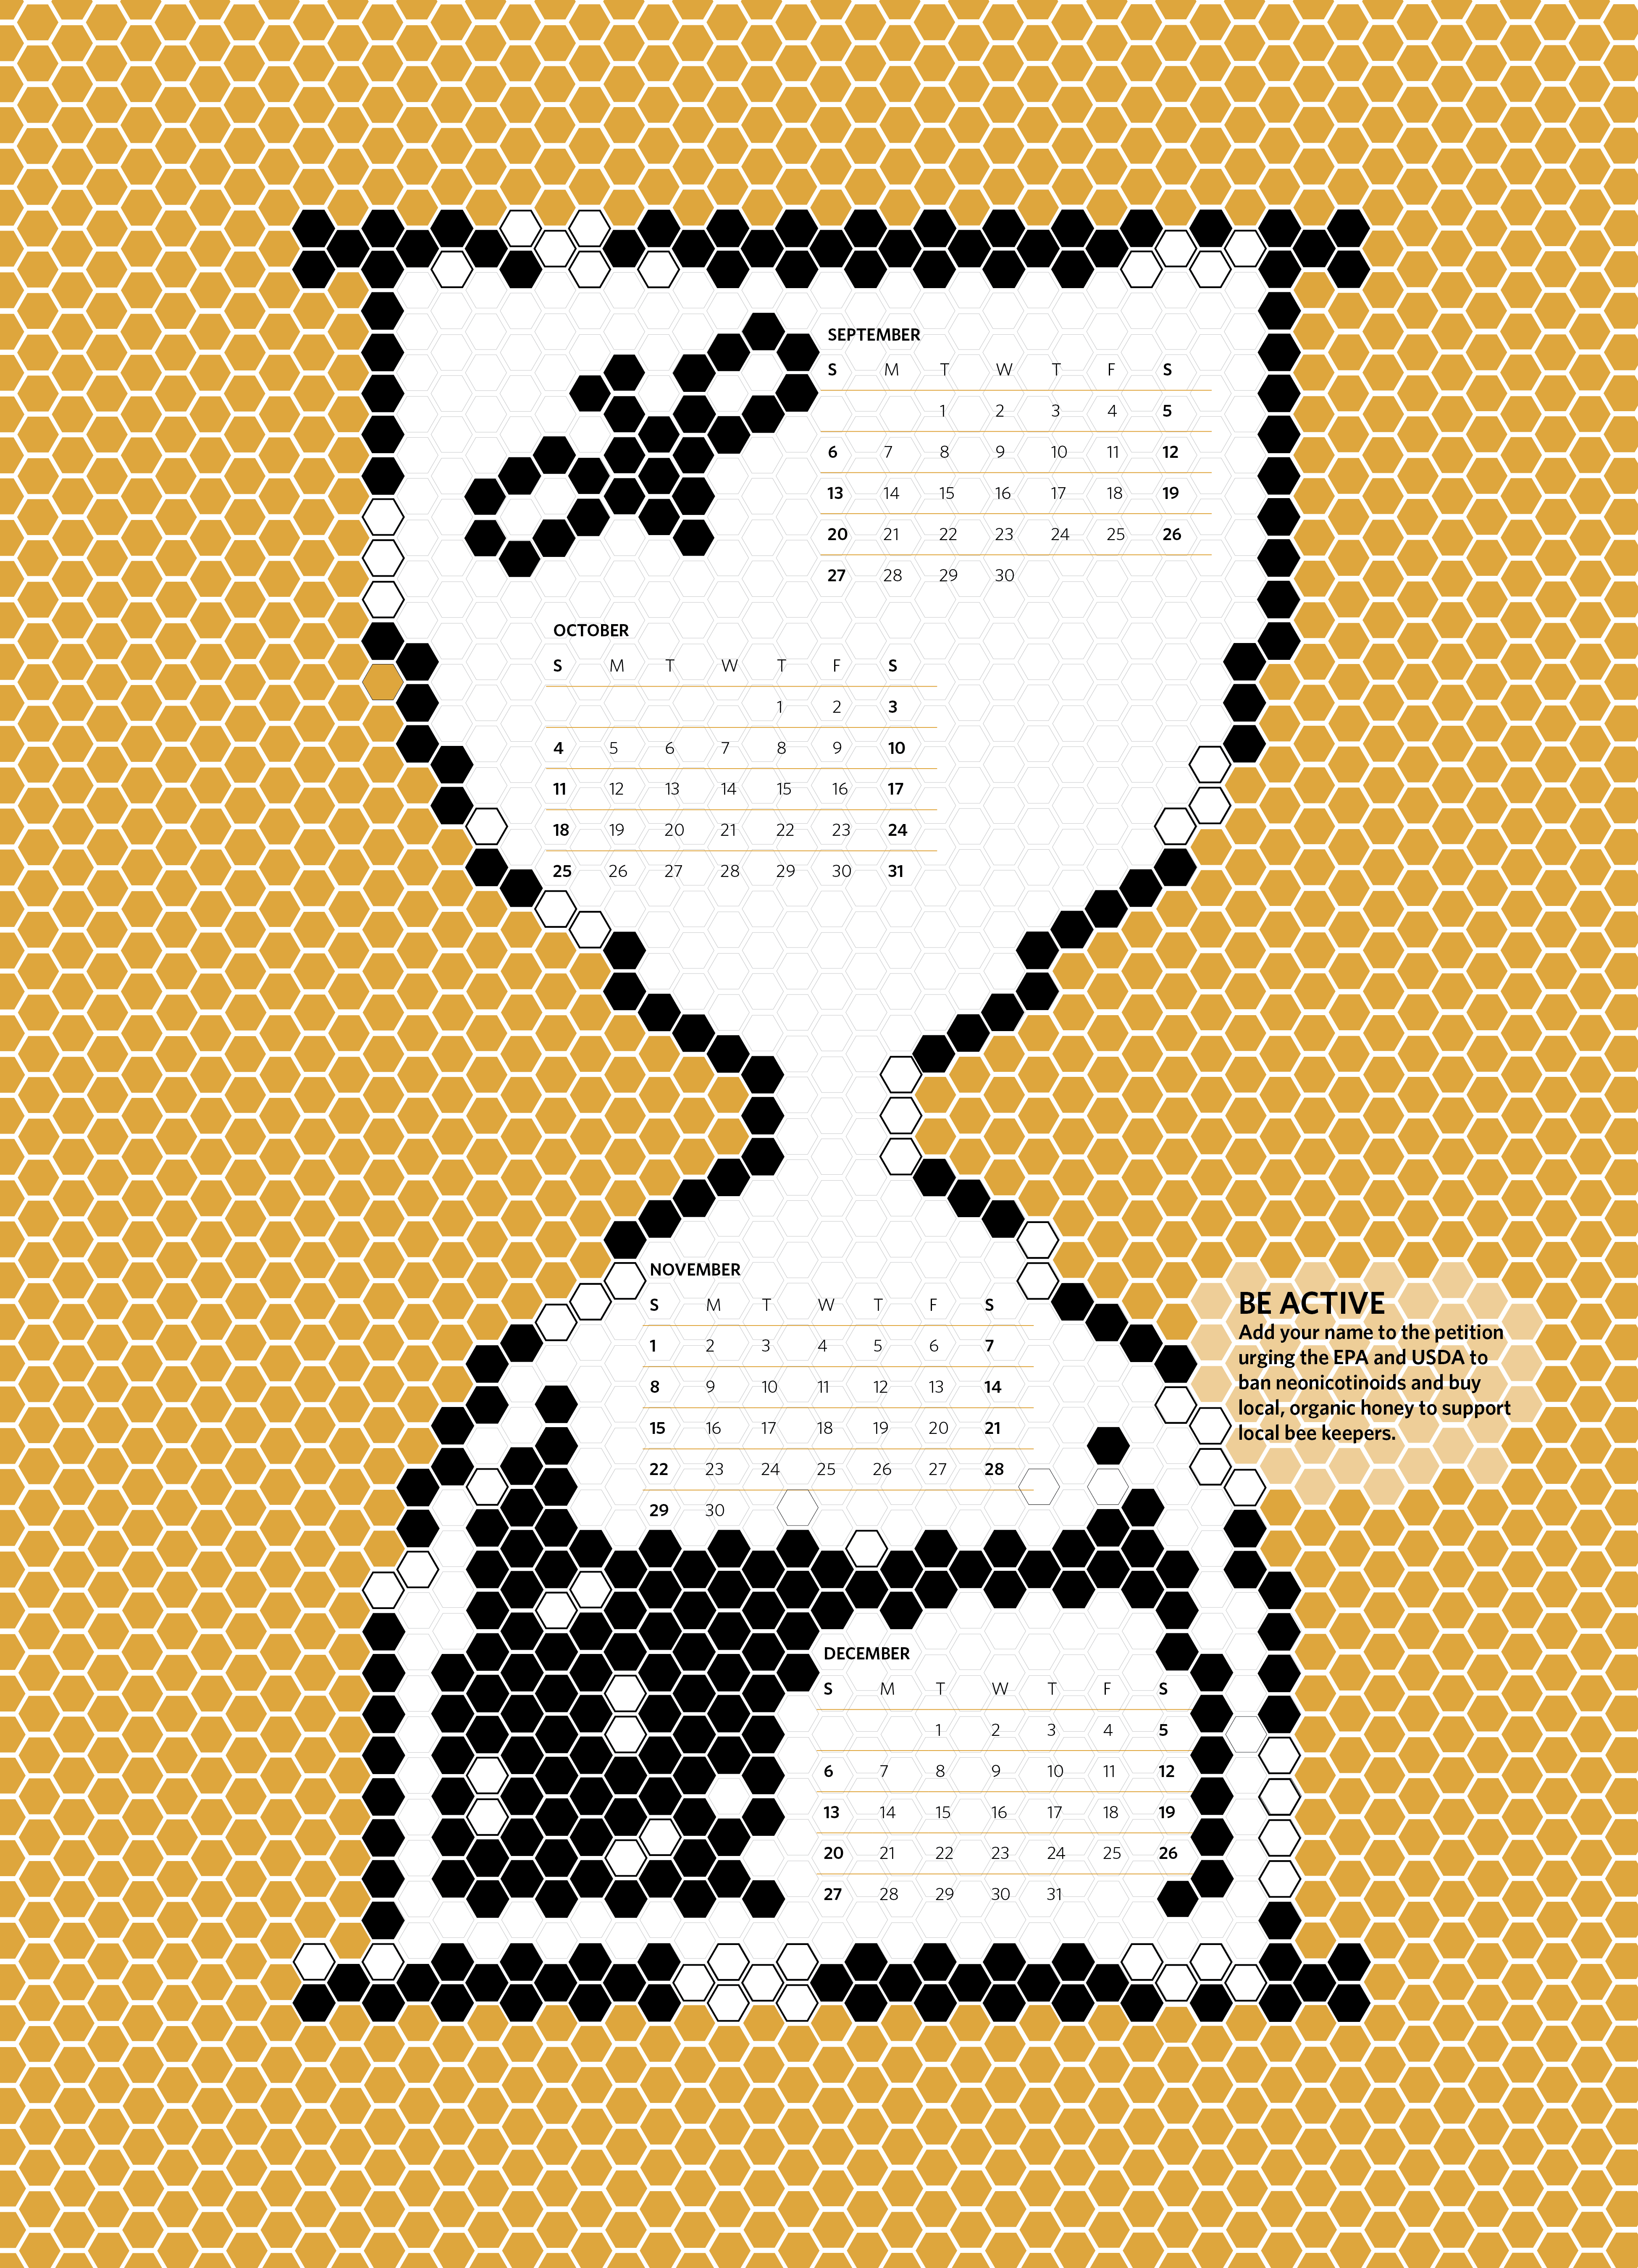 SEPTEMBER
S M T W T F S
1 2 3 4 5
6 7 8 9 10 11 12
13 14 15 16 17 18 19
20 21 22 23 24 25 26
27 28 29 30
OCTOBER
S M T W T F S
1 2 3
4 5 6 7 8 9 10
11 12 13 14 15 16 17
18 19 20 21 22 23 24
25 26 27 28 29 30 31
NOVEMBER
S M T W T F S
1 2 3 4 5 6 7
8 9 10 11 12 13 14
15 16 17 18 19 20 21
22 23 24 25 26 27 28
29 30
BE ACTIVE
Add your name to the petition
urging the EPA and USDA to
ban neonicotinoids and buy
local, organic honey to support
local bee keepers.
DECEMBER
S M T W T F S
1 2 3 4 5
6 7 8 9 10 11 12
13 14 15 16 17 18 19
20 21 22 23 24 25 26
27 28 29 30 31